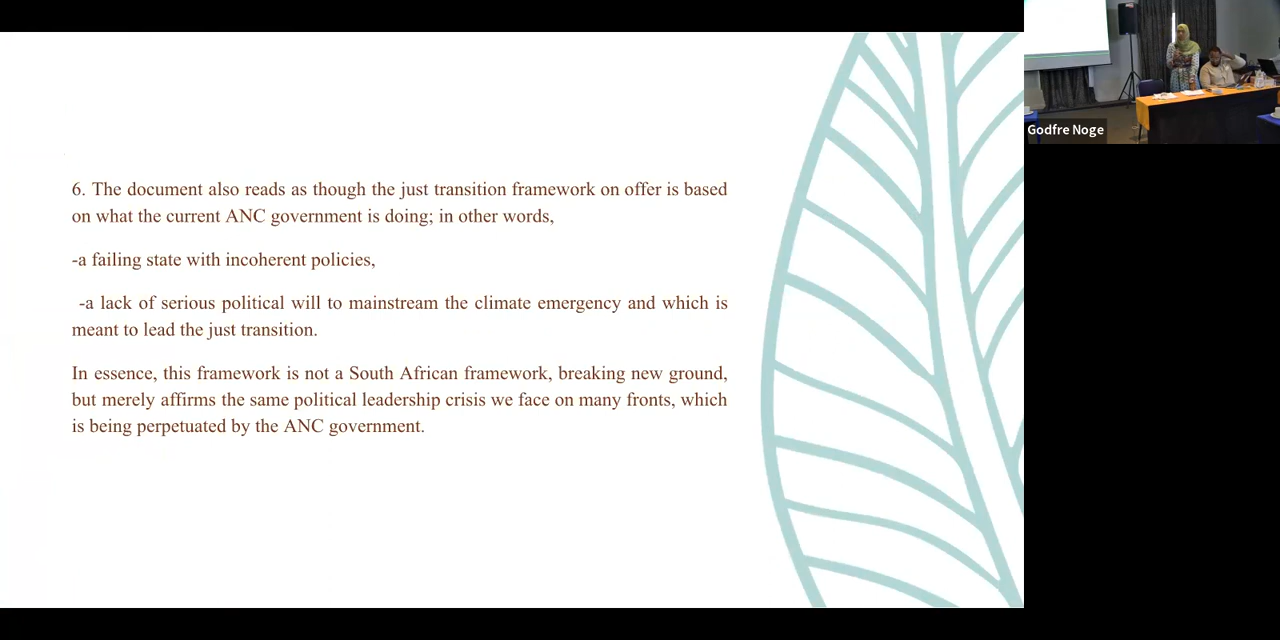 6. The document also reads as though the just transition framework on offer is based
on what the current ANC government is doing; in other words,
-a failing state with incoherent policies,
-a lack of serious political will to mainstream the climate emergency and which is
meant to lead the just transition.
In essence, this framework is not a South African framework, breaking new ground,
but merely affirms the same political leadership crisis we face on many fronts, which
is being perpetuated by the ANC government.
Godfre Noge